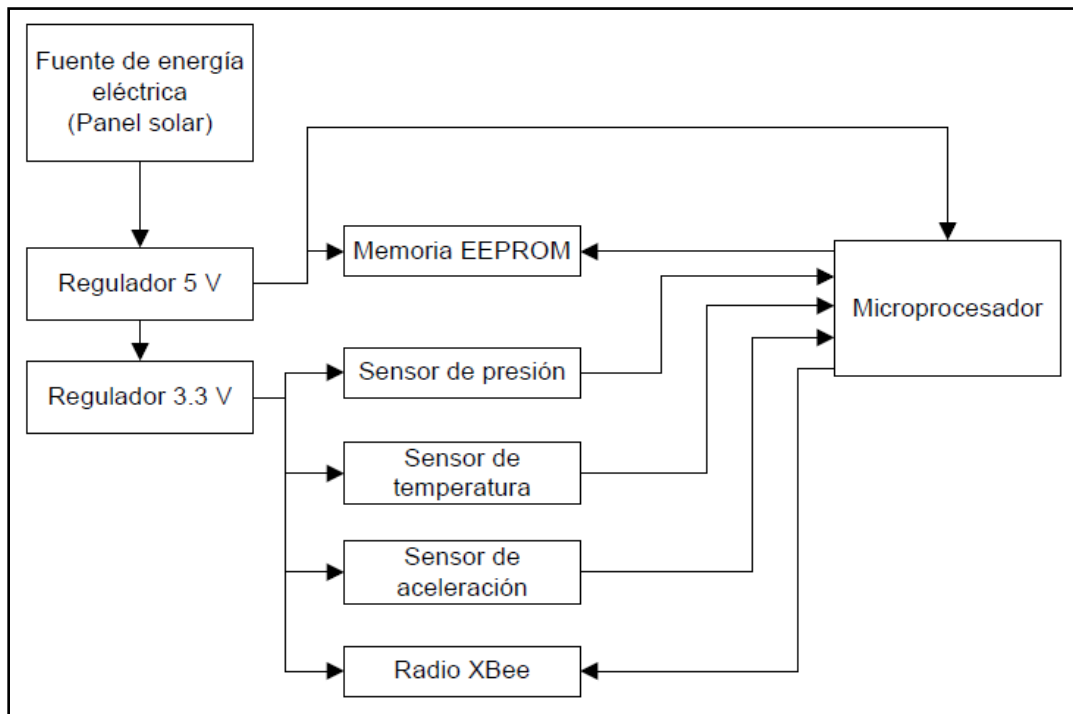 Fuente de energía
eléctrica
(Panel solar)
Regulador 5 V
Regulador 3.3 V
Memoria EEPROM
Sensor de presión
Sensor de
temperatura
Sensor de
aceleración
Radio XBee
Microprocesador